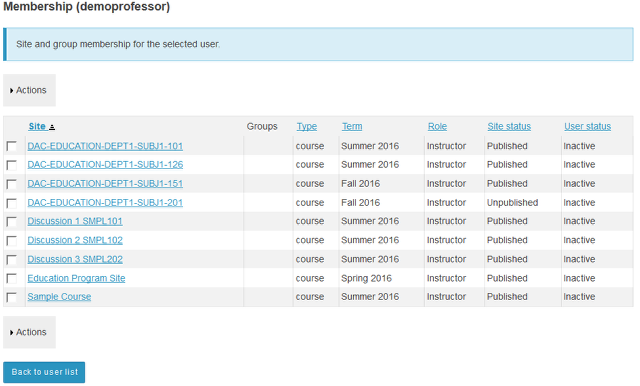 Membership (demoprofessor)
Site and group membership for the selected user.
Actions
Site Groups Type Term Role Site status User status
DAC-EDUCATION-DEPT1-SUBJ1-101 course Summer 2016 Instructor Published Inactive
DAC-EDUCATION-DEPT1-SUBJ1-126 course Summer 2016 Instructor Published Inactive
DAC-EDUCATION-DEPT1-SUBJ1-151 course Fall 2016 Instructor Published Inactive
DAC-EDUCATION-DEPT1-SUBJ1-201 course Fall 2016 Instructor Unpublished Inactive
Discussion 1 SMPL101 course Summer 2016 Instructor Published Inactive
Discussion 2 SMPL102 course Summer 2016 Instructor Published Inactive
Discussion 3 SMPL202 course Summer 2016 Instructor Published Inactive
Education Program Site course Spring 2016 Instructor Published Inactive
Sample Course course Summer 2016 Instructor Published Inactive
Actions
Back to user list